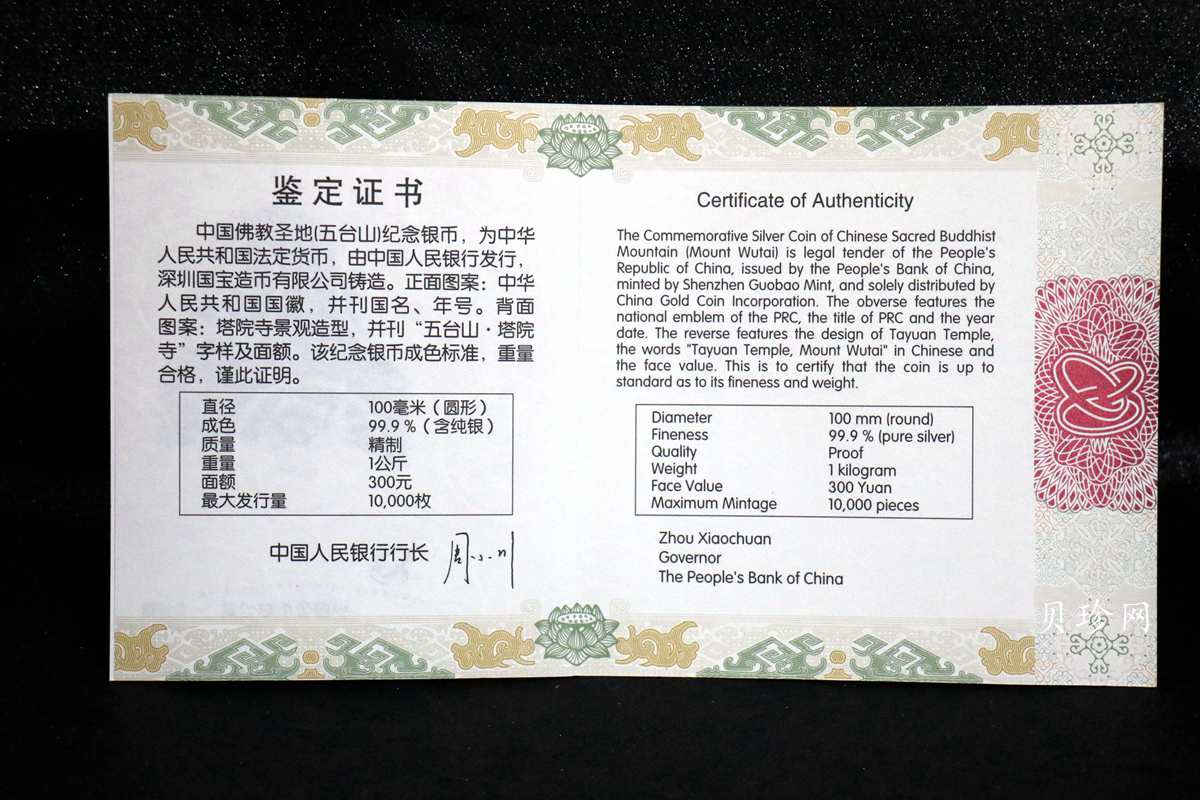 鉴定证书
中国佛教圣地(五台山)纪念银币，为中华
人民共和国法定货币，由中国人民银行发行，
深圳国宝造币有限公司铸造。正面图案：中华
人民共和国国徽，并刊国名、年号。背面
图案：塔院寺景观造型，并刊“五台山·塔院
寺”字样及面额。该纪念银币成色标准，重量
合格，谨此证明。
直径 100毫米（圆形）
成色 99.9％（含纯银）
质量 精制
重量 1公斤
面额 300元
最大发行量 10,000枚
中国人民银行行长 周小川
Certificate of Authenticity
The Commemorative Silver Coin of Chinese Sacred Buddhist
Mountain (Mount Wutai) is legal tender of the People's
Republic of China, issued by the People's Bank of China,
minted by Shenzhen Guobao Mint, and solely distributed by
China Gold Coin Incorporation. The obverse features the
national emblem of the PRC, the title of PRC and the year
date. The reverse features the design of Tayuan Temple,
the words "Tayuan Temple, Mount Wutai" in Chinese and
the face value. This is to certify that the coin is up to
standard as to its fineness and weight.
Diameter 100 mm (round)
Fineness 99.9 % (pure silver)
Quality Proof
Weight 1 kilogram
Face Value 300 Yuan
Maximum Mintage 10,000 pieces
Zhou Xiaochuan
Governor
The People's Bank of China
贝珍网